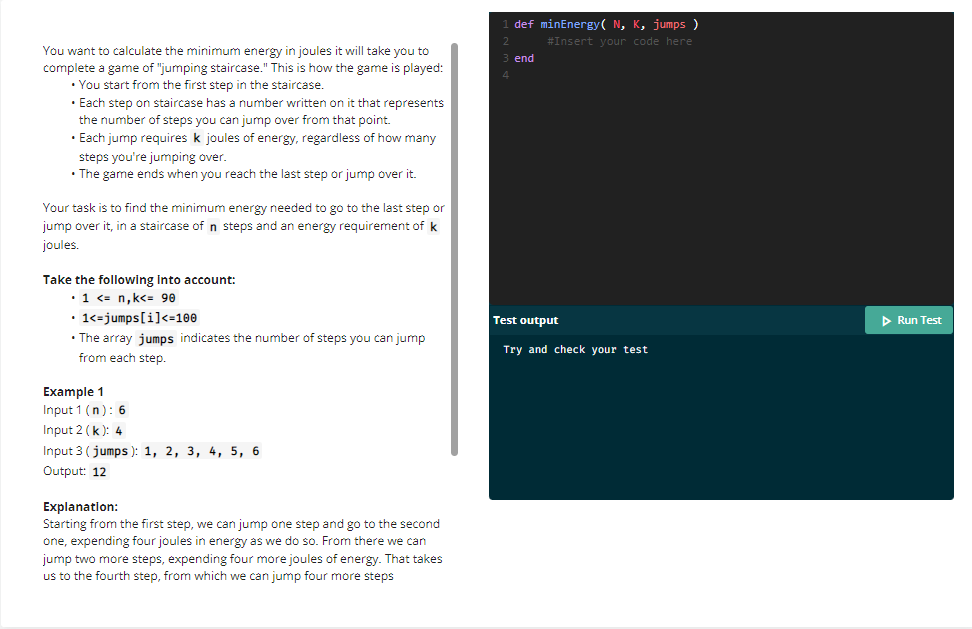 You want to calculate the minimum energy in joules it will take you to
complete a game of "jumping staircase." This is how the game is played:
• You start from the first step in the staircase.
• Each step on staircase has a number written on it that represents
the number of steps you can jump over from that point.
• Each jump requires k joules of energy, regardless of how many
steps you're jumping over.
• The game ends when you reach the last step or jump over it.
Your task is to find the minimum energy needed to go to the last step or
jump over it, in a staircase of n steps and an energy requirement of k
joules.
Take the following into account:
• 1 <= n,k<= 90
• 1<=jumps[i]<=100
• The array jumps indicates the number of steps you can jump
from each step.
Example 1
Input 1 ( n ) : 6
Input 2 ( k ): 4
Input 3 ( jumps ): 1, 2, 3, 4, 5, 6
Output: 12
Explanation:
Starting from the first step, we can jump one step and go to the second
one, expending four joules in energy as we do so. From there we can
jump two more steps, expending four more joules of energy. That takes
us to the fourth step, from which we can jump four more steps
1 def minEnergy( N, K, jumps )
2 #Insert your code here
3 end
4
Test output
Run Test
Try and check your test